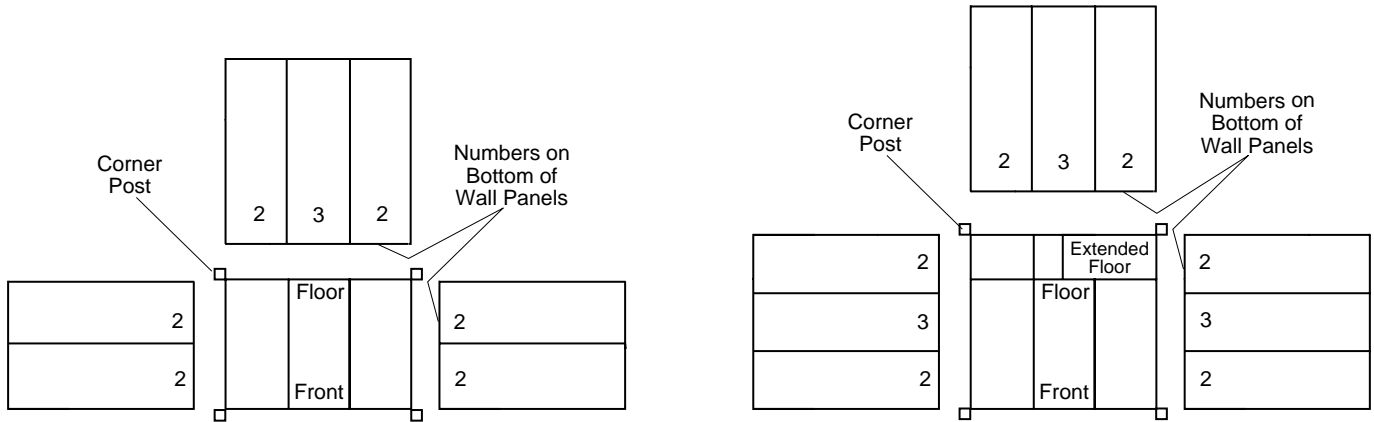 Corner
Post
Numbers on
Bottom of
Wall Panels
2 3 2
Floor
2
2
2
2
Front
Corner
Post
Numbers on
Bottom of
Wall Panels
2 3 2
Extended
Floor
Floor
2
3
2
2
3
2
Front